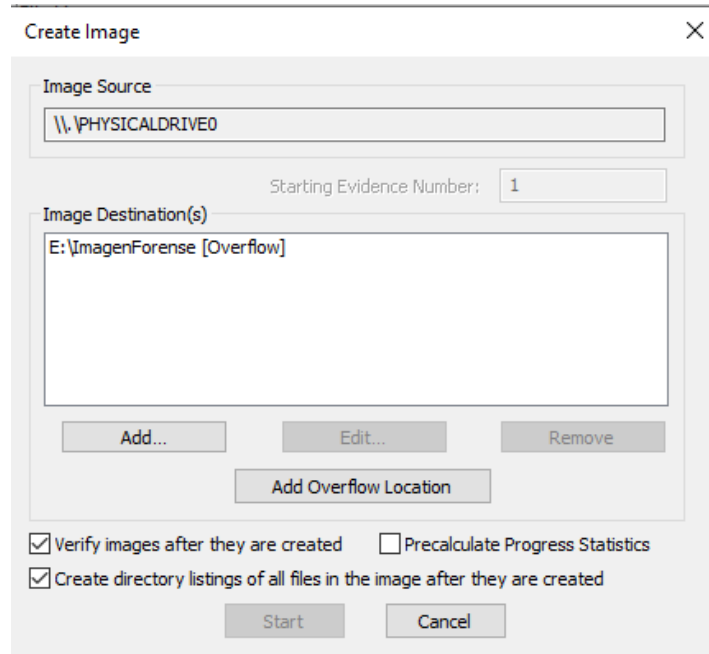 Create Image
Image Source
\\.\PHYSICALDRIVE0
Starting Evidence Number: 1
Image Destination(s)
E:\ImagenForense [Overflow]
Add... Edit... Remove
Add Overflow Location
Verify images after they are created Precalculate Progress Statistics
Create directory listings of all files in the image after they are created
Start Cancel